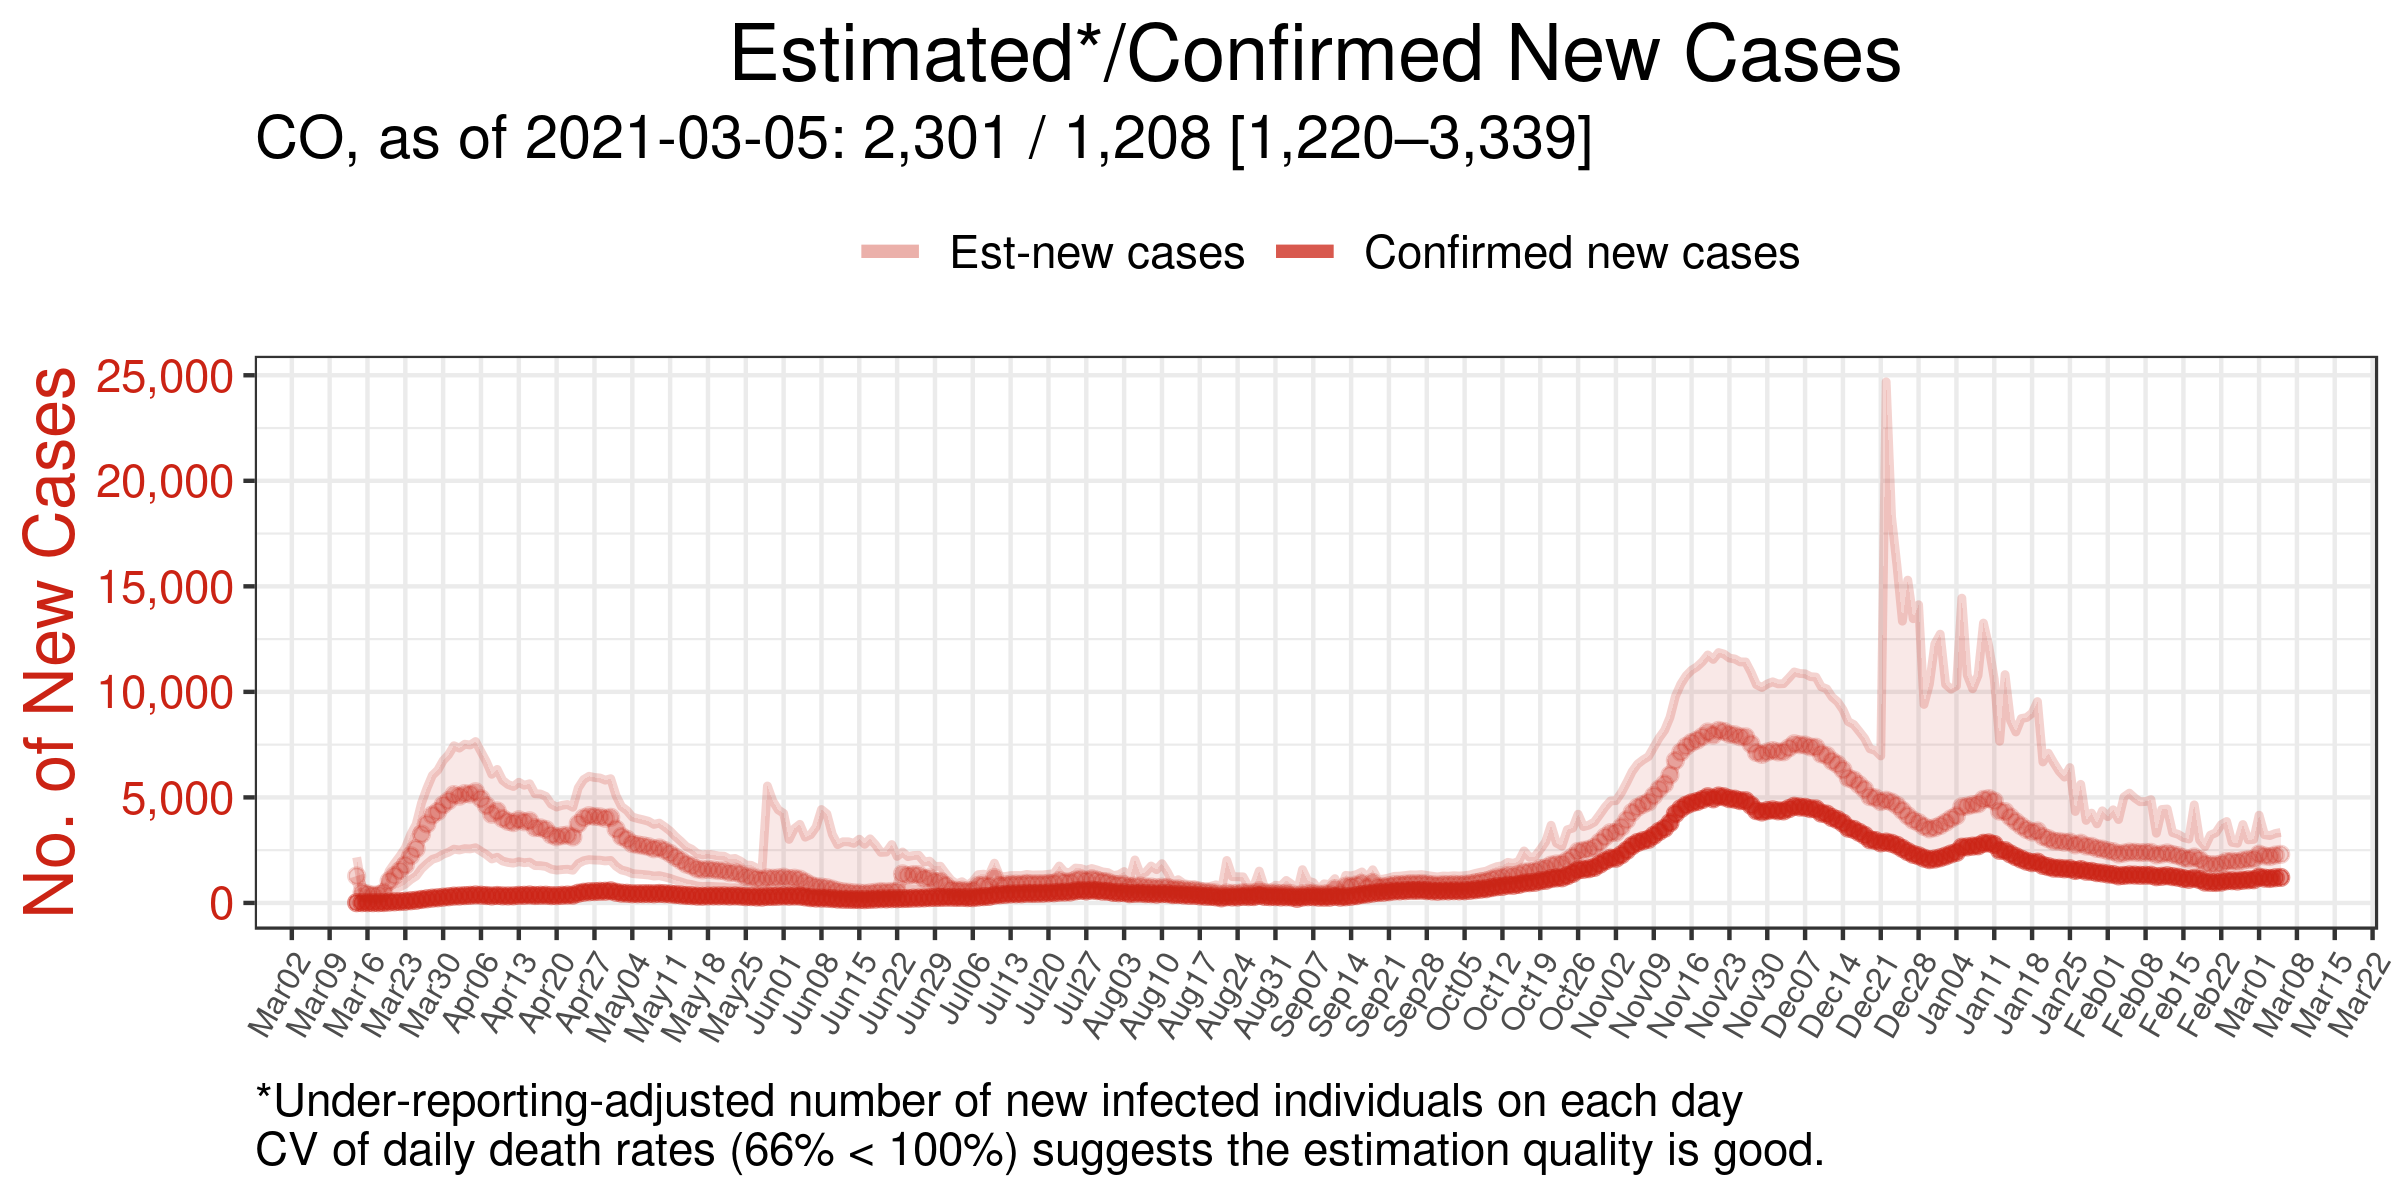 Estimated*/Confirmed New Cases
CO, as of 2021-03-05: 2,301 / 1,208 [1,220–3,339]
Est-new cases
Confirmed new cases
No. of New Cases
25,000
20,000
15,000
10,000
5,000
0
Mar02
Mar09
Mar16
Mar23
Mar30
Apr06
Apr13
Apr20
Apr27
May04
May11
May18
May25
Jun01
Jun08
Jun15
Jun22
Jun29
Jul06
Jul13
Jul20
Jul27
Aug03
Aug10
Aug17
Aug24
Aug31
Sep07
Sep14
Sep21
Sep28
Oct05
Oct12
Oct19
Oct26
Nov02
Nov09
Nov16
Nov23
Nov30
Dec07
Dec14
Dec21
Dec28
Jan04
Jan11
Jan18
Jan25
Feb01
Feb08
Feb15
Feb22
Mar01
Mar08
Mar15
Mar22
*Under-reporting-adjusted number of new infected individuals on each day
CV of daily death rates (66% < 100%) suggests the estimation quality is good.